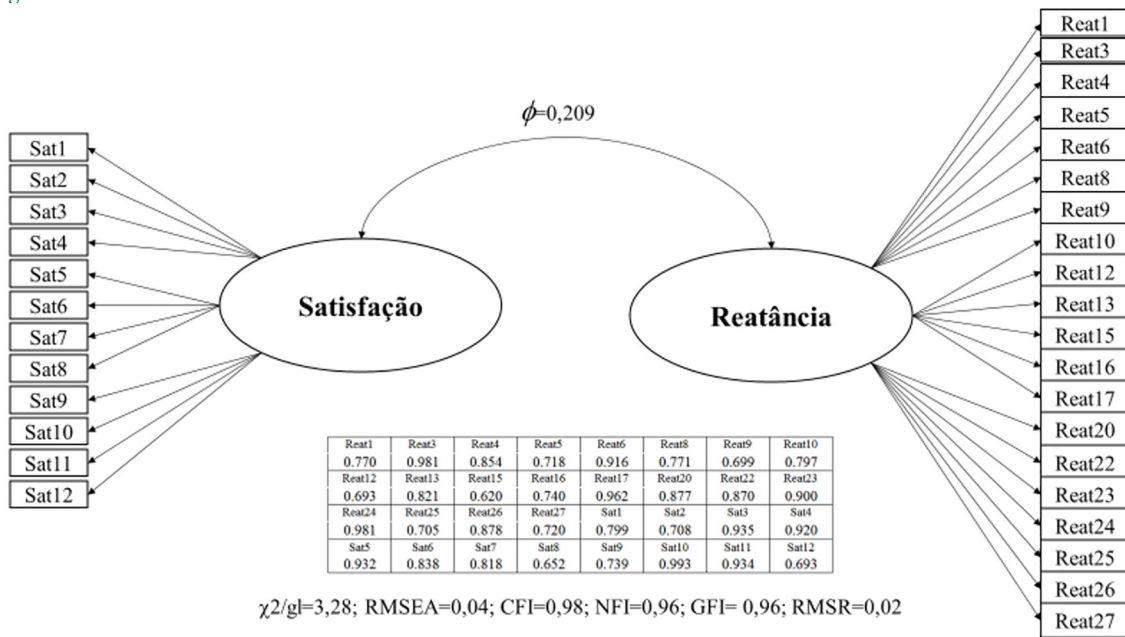 Reat1
Reat3
Reat4
Reat5
Reat6
Reat8
Reat9
Reat10
Reat12
Reat13
Reat15
Reat16
Reat17
Reat20
Reat22
Reat23
Reat24
Reat25
Reat26
Reat27
ϕ=0,209
Sat1
Sat2
Sat3
Sat4
Sat5
Sat6
Sat7
Sat8
Sat9
Sat10
Sat11
Sat12
Satisfação
Reatância
Reat1 Reat3 Reat4 Reat5 Reat6 Reat8 Reat9 Reat10
0.770 0.981 0.854 0.718 0.916 0.771 0.699 0.797
Reat12 Reat13 Reat15 Reat16 Reat17 Reat20 Reat22 Reat23
0.693 0.821 0.620 0.740 0.962 0.877 0.870 0.900
Reat24 Reat25 Reat26 Reat27 Sat1 Sat2 Sat3 Sat4
0.981 0.705 0.878 0.720 0.799 0.708 0.935 0.920
Sat5 Sat6 Sat7 Sat8 Sat9 Sat10 Sat11 Sat12
0.932 0.838 0.818 0.652 0.739 0.993 0.934 0.693
χ2/gl=3,28; RMSEA=0,04; CFI=0,98; NFI=0,96; GFI= 0,96; RMSR=0,02